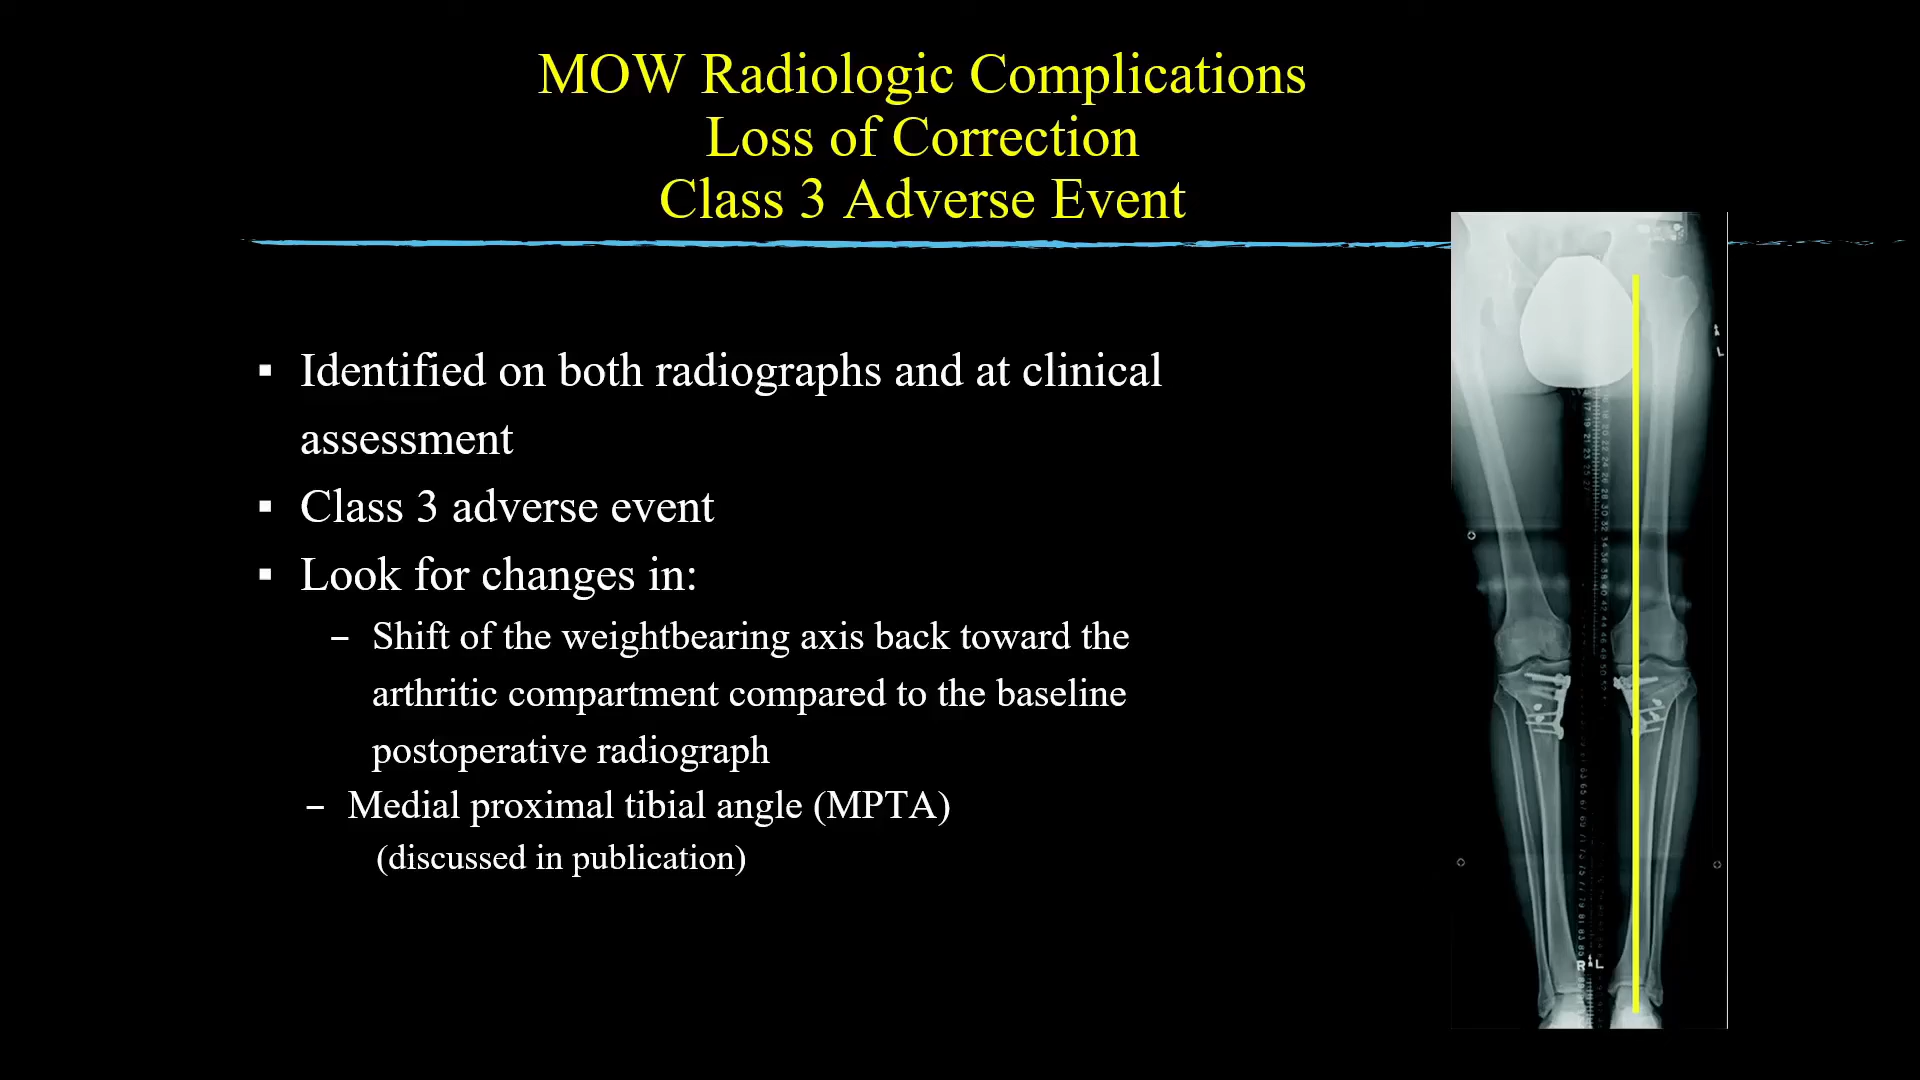 MOW Radiologic Complications
Loss of Correction
Class 3 Adverse Event
▪ Identified on both radiographs and at clinical
assessment
▪ Class 3 adverse event
▪ Look for changes in:
– Shift of the weightbearing axis back toward the
arthritic compartment compared to the baseline
postoperative radiograph
– Medial proximal tibial angle (MPTA)
(discussed in publication)
L
R L